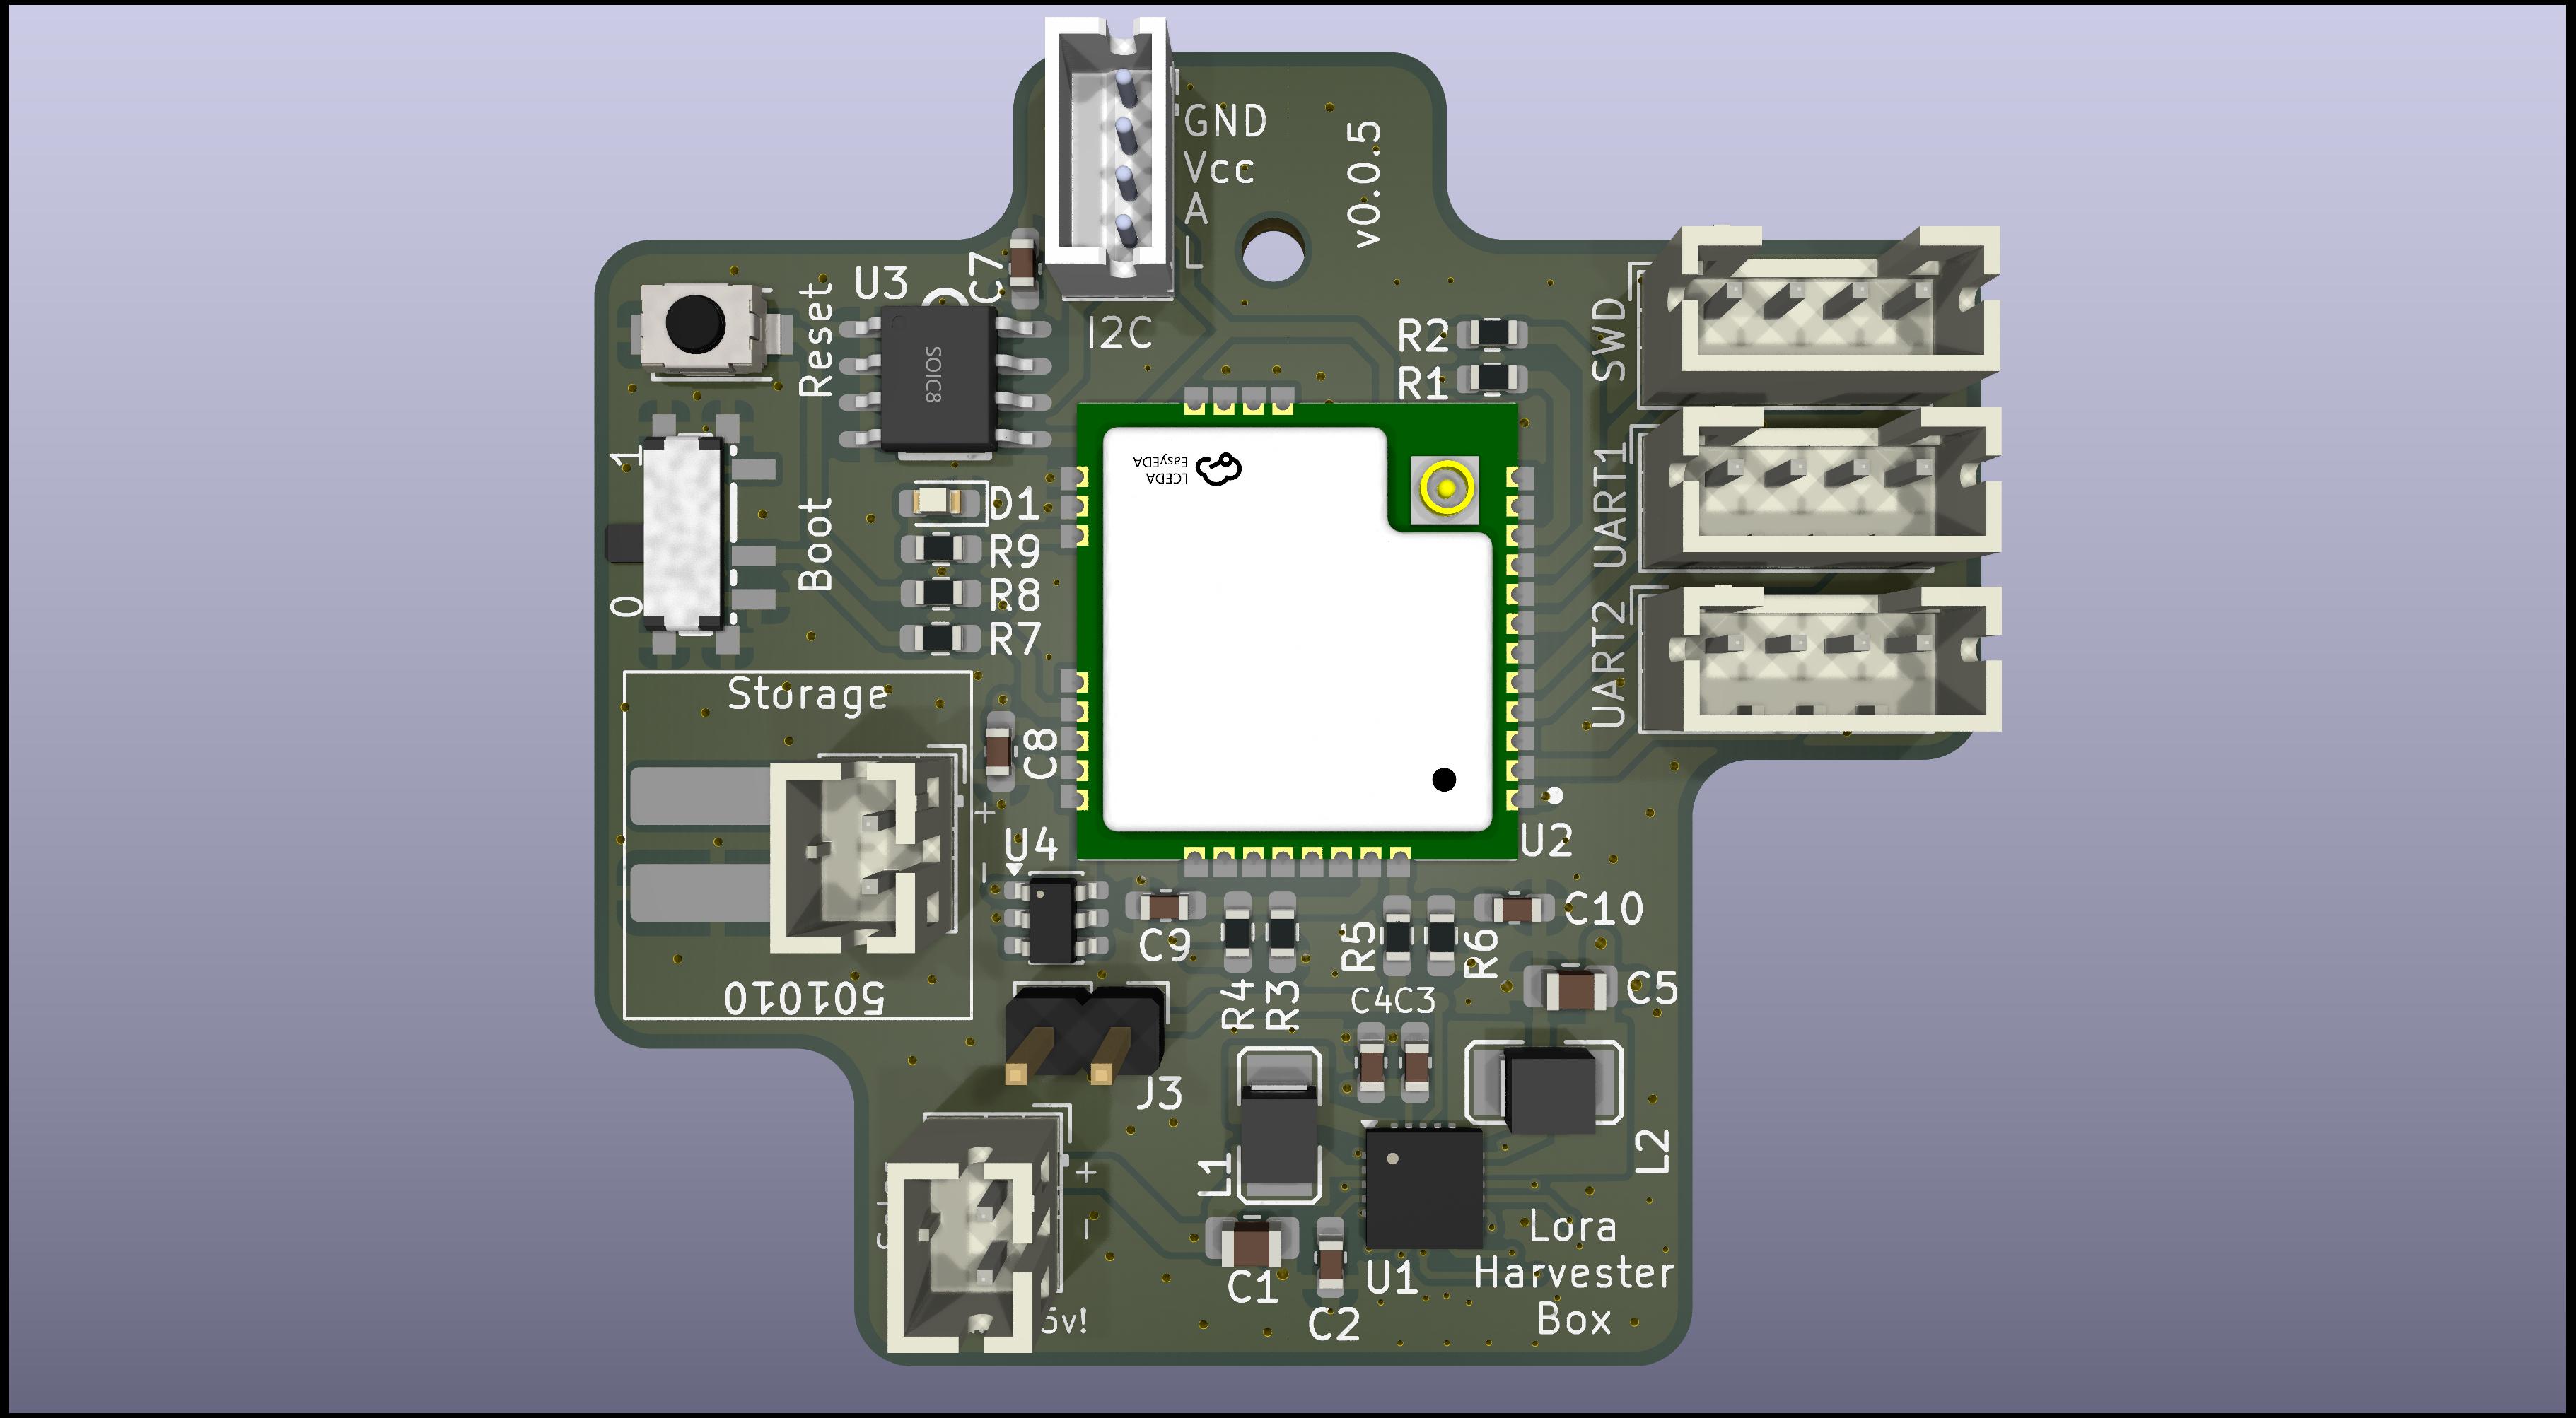 GND
Vcc
A
L
v0.0.5
I2C
U3
C7
Reset
SOIC8
R2
R1
SWD
1
Boot
0
D1
R9
R8
R7
LCEDA
EasyEDA
UART1
UART2
Storage
C8
+
-
501010
U4
U2
C9
R4
R3
R5
R6
C10
C4C3
C5
J3
L1
L2
+
-
5v!
C1
C2
U1
Lora
Harvester
Box